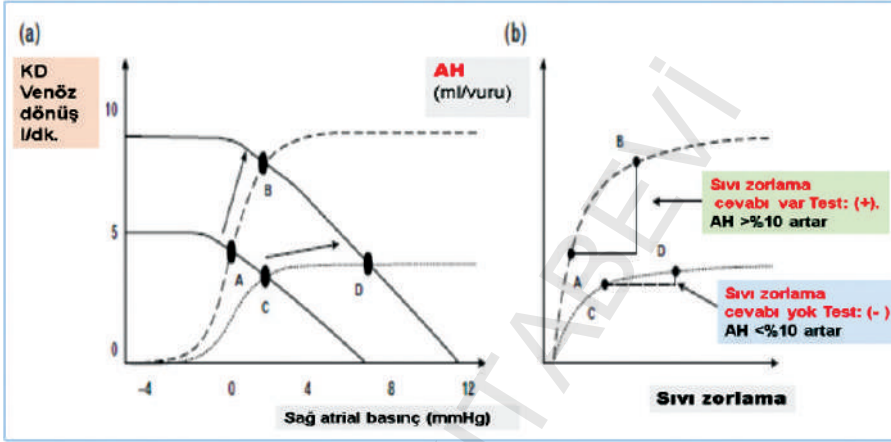 (a)
KD
Venöz
dönüş
l/dk.
10
5
0
B
A
C
D
-4
0
4
8
12
Sağ atrial basınç (mmHg)
(b)
AH
(ml/vuru)
B
A
C
D
Sıvı zorlama
cevabı var Test: (+).
AH >%10 artar
Sıvı zorlama
cevabı yok Test: (- )
AH <%10 artar
Sıvı zorlama